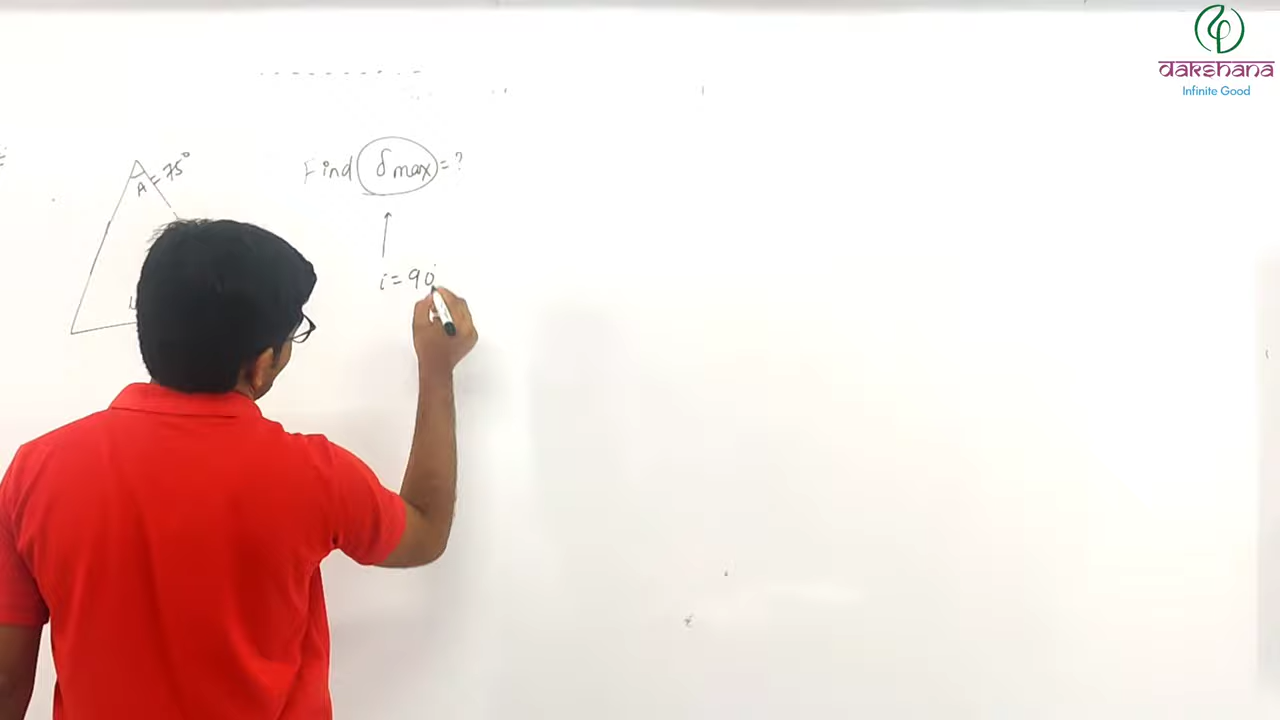 dakshana
Infinite Good
A = 75°
Find δmax = ?
i = 90